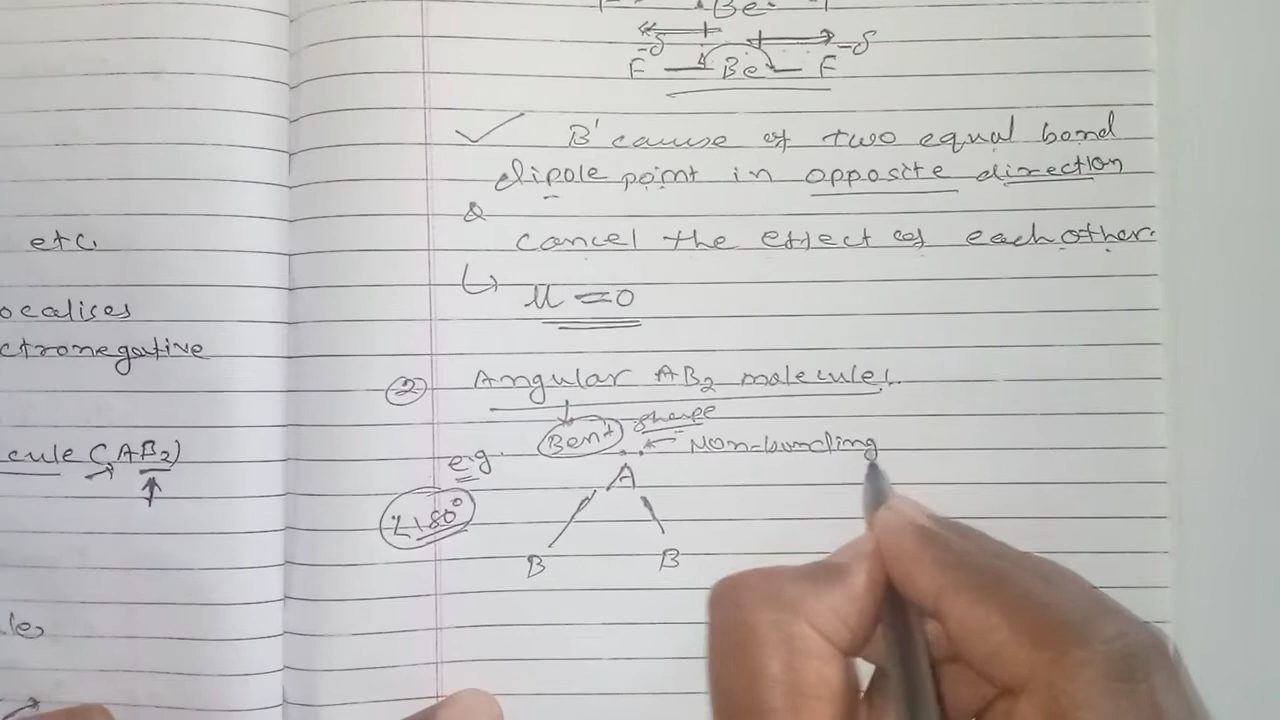 etc.
ocalises
ctronegative
cule (AB2)
Be
-δ -δ
F — Be — F
✓ B'cause of two equal bond
dipole point in opposite direction
&
cancel the effect of each other.
↳ μ = 0
② Angular AB2 molecule:
Bent shape
e.g. ← Non-bonding
A
<180°
B B